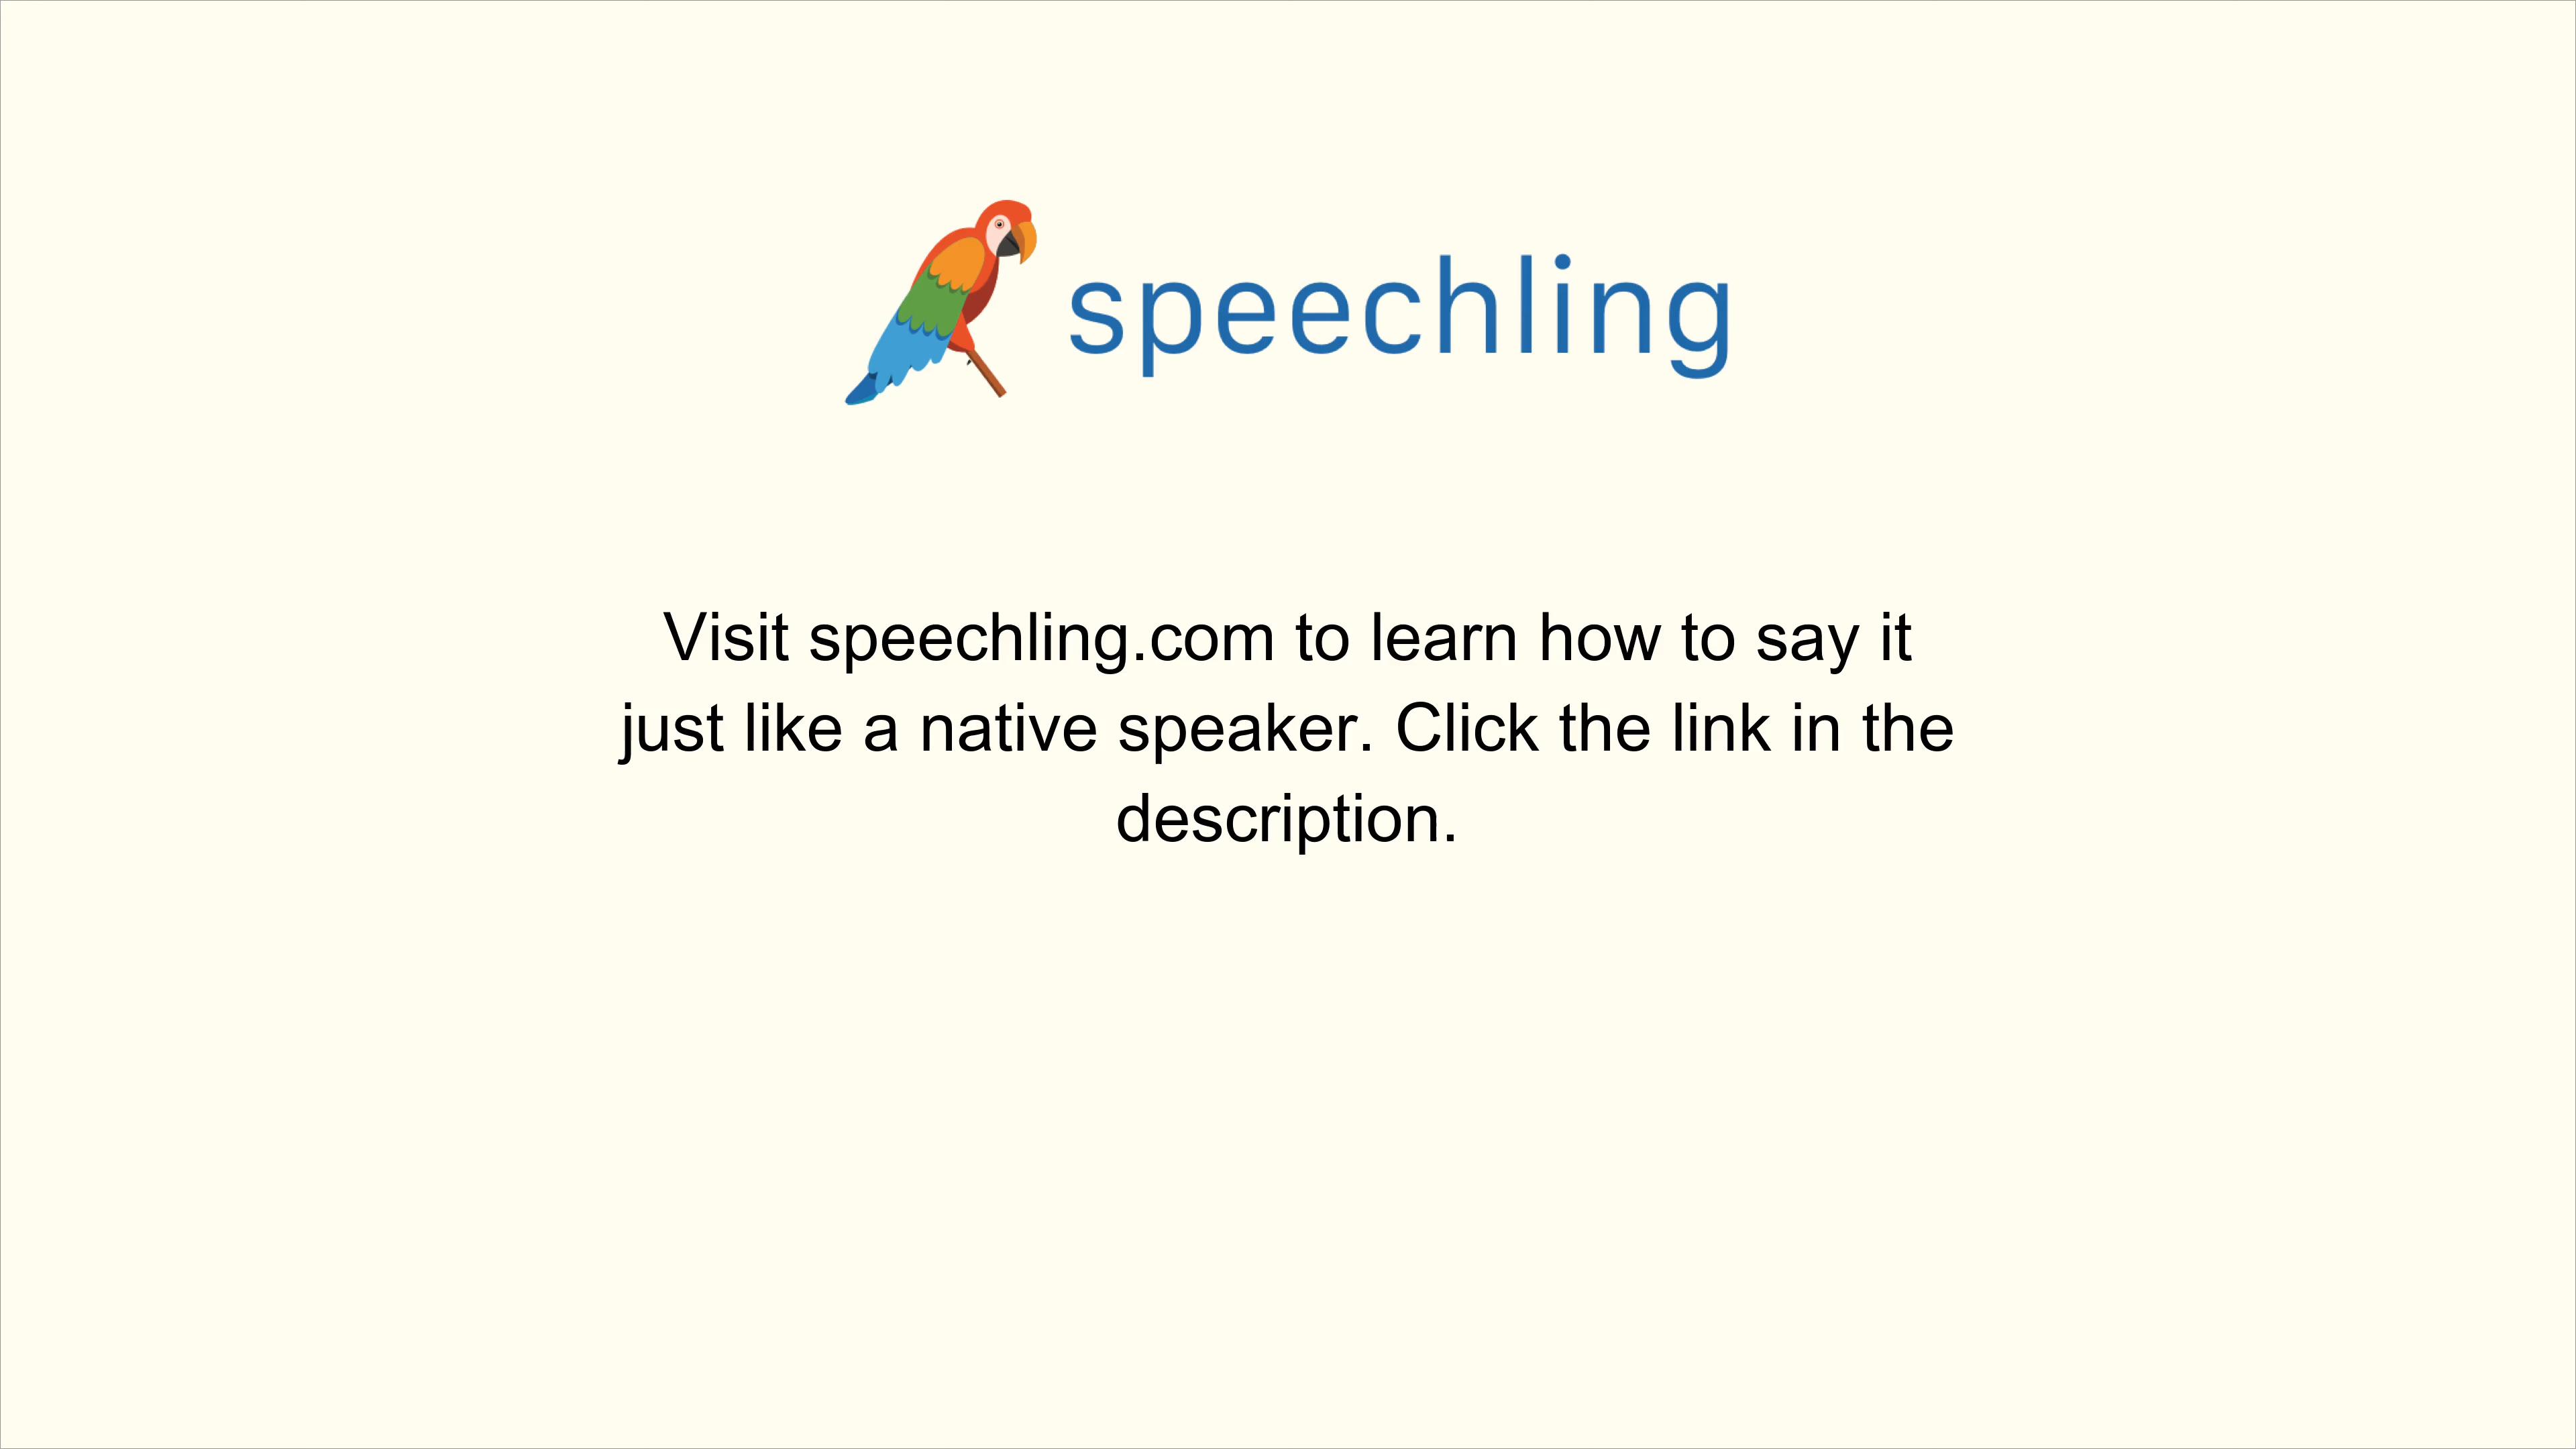 speechling
Visit speechling.com to learn how to say it
just like a native speaker. Click the link in the
description.